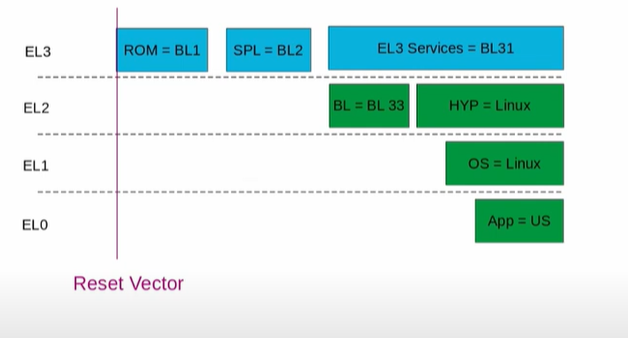 EL3
ROM = BL1
SPL = BL2
EL3 Services = BL31
EL2
BL = BL 33
HYP = Linux
EL1
OS = Linux
EL0
App = US
Reset Vector